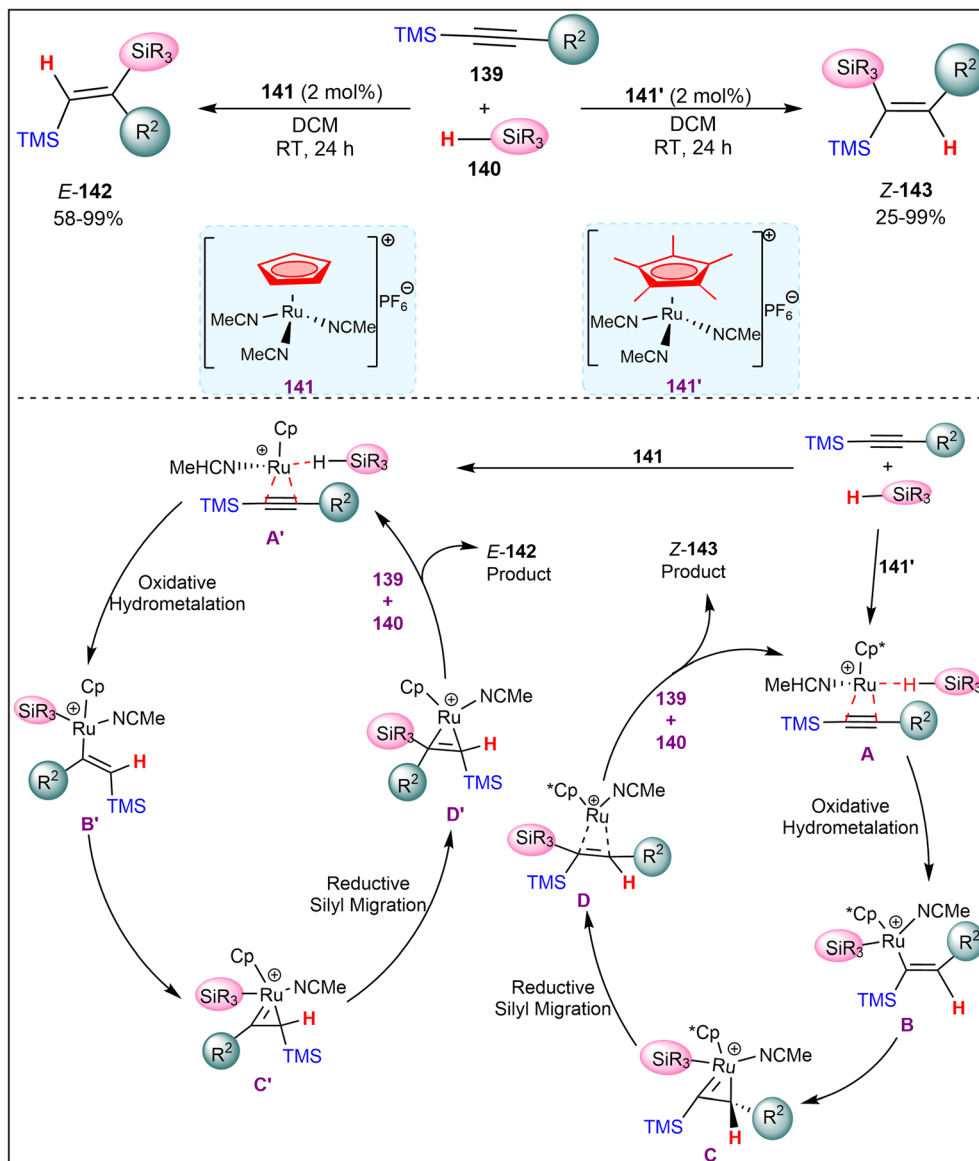 H
SiR3
TMS
R2
E-142
58-99%
141 (2 mol%)
DCM
RT, 24 h
TMS
R2
139
+
H
SiR3
140
141' (2 mol%)
DCM
RT, 24 h
SiR3
R2
TMS
H
Z-143
25-99%
⊕
Ru
MeCN
NCMe
MeCN
PF6⊖
141
⊕
Ru
MeCN
NCMe
MeCN
PF6⊖
141'
Cp
⊕
MeHCN Ru H SiR3
TMS R2
A'
141
TMS R2
+
H SiR3
141'
Oxidative
Hydrometalation
139
+
140
E-142
Product
Z-143
Product
Cp
SiR3 ⊕ Ru NCMe
R2 H
TMS
B'
Cp ⊕ NCMe
Ru
SiR3 H
R2 TMS
D'
139
+
140
Cp*
⊕
MeHCN Ru H SiR3
TMS R2
A
Oxidative
Hydrometalation
*Cp NCMe
⊕
Ru
SiR3 R2
TMS H
D
Reductive
Silyl Migration
Cp ⊕
SiR3 Ru NCMe
H
R2 TMS
C'
Reductive
Silyl Migration
*Cp ⊕ NCMe
SiR3 Ru R2
TMS H
B
*Cp ⊕
SiR3 Ru NCMe
TMS R2
H
C